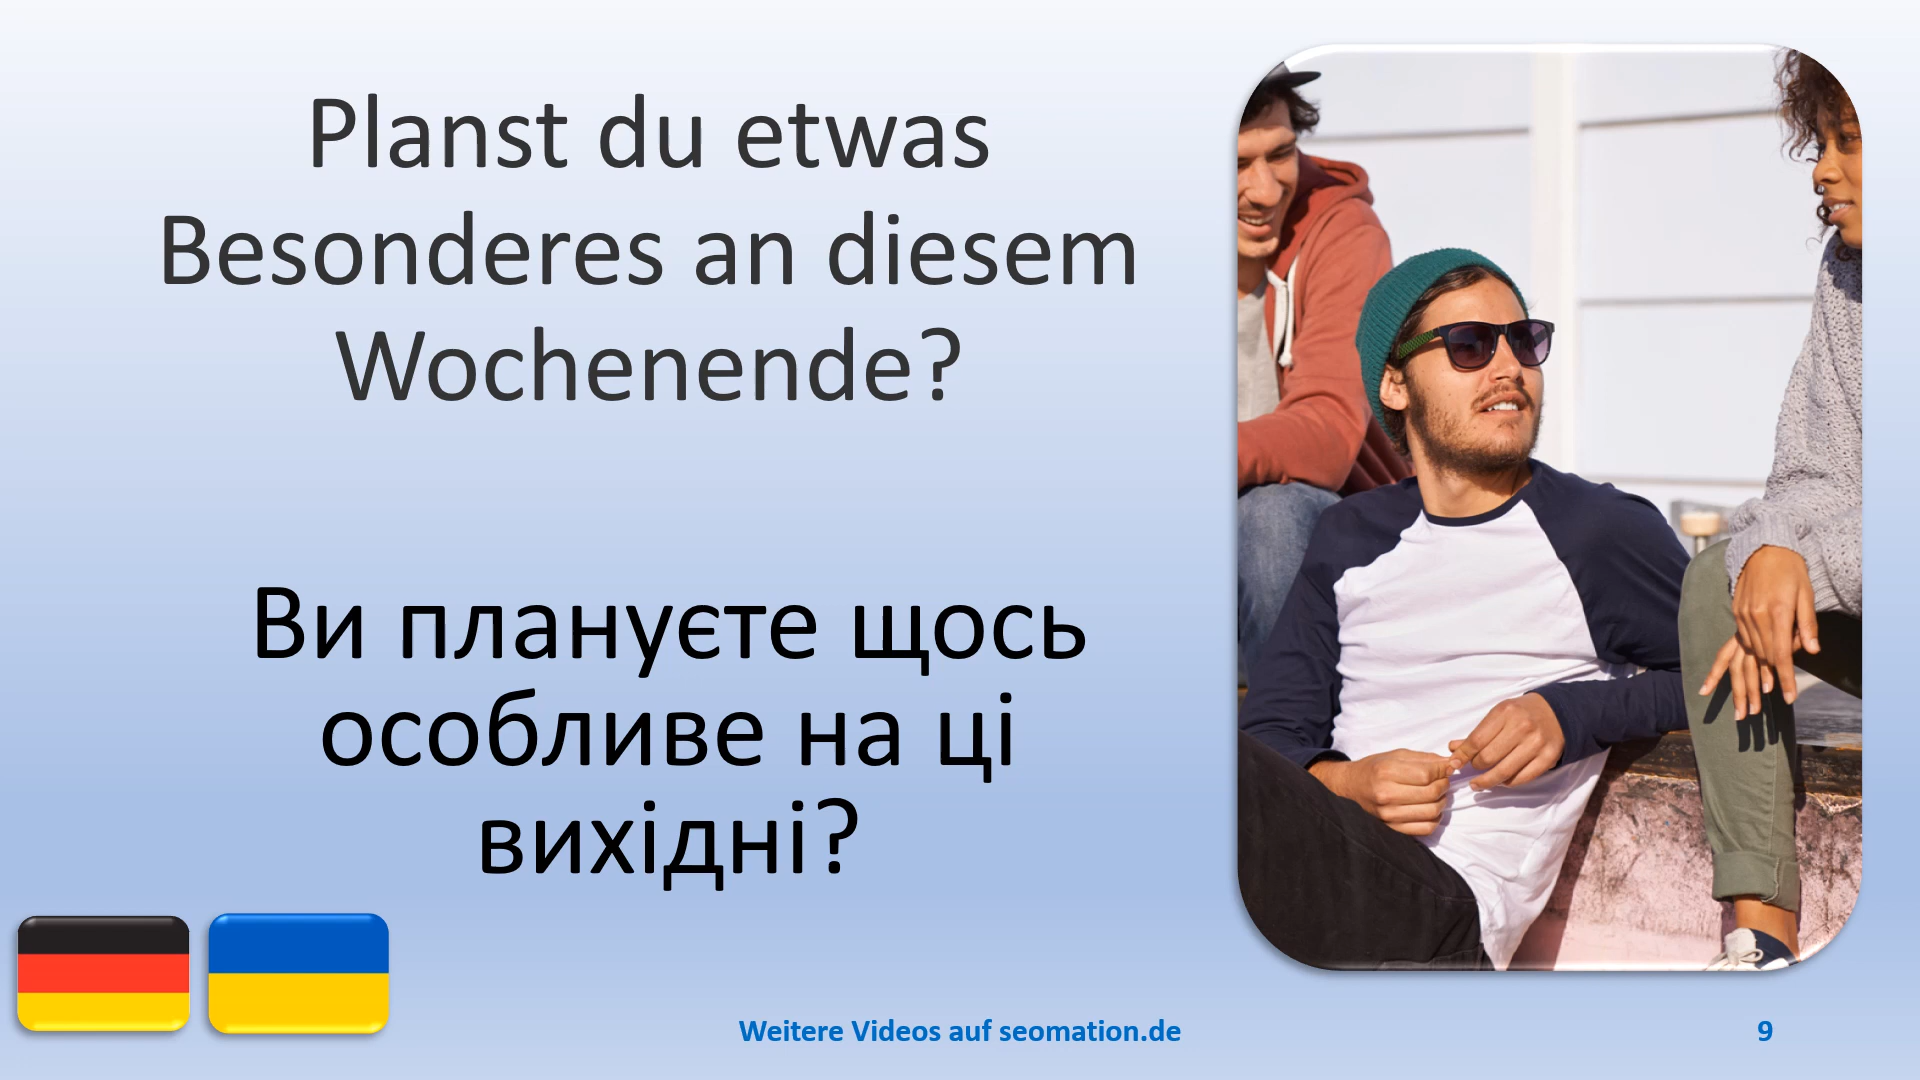 Planst du etwas
Besonderes an diesem
Wochenende?
Ви плануєте щось
особливе на ці
вихідні?
Weitere Videos auf seomation.de
9